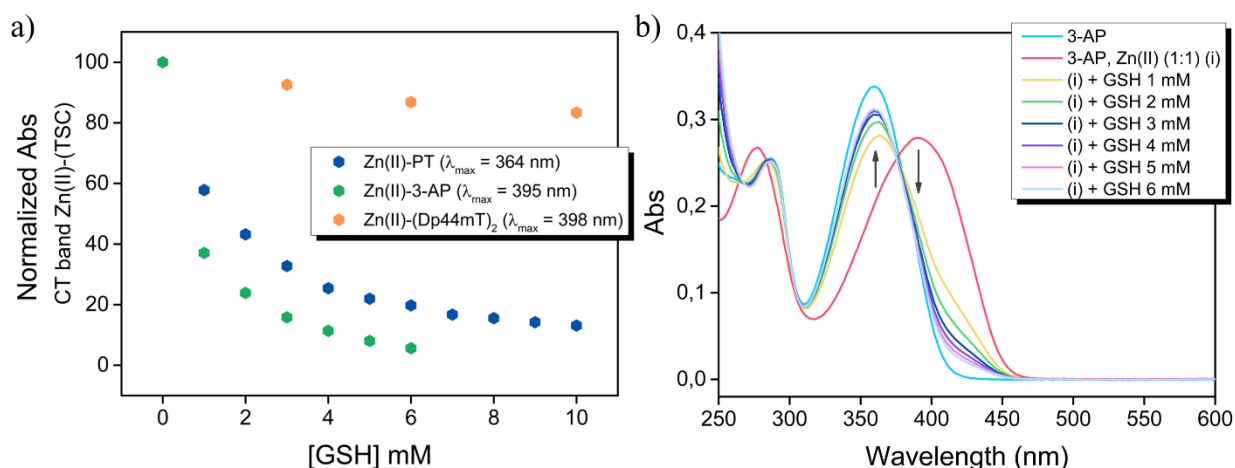 a)
100
80
60
40
20
0
Normalized Abs
CT band Zn(II)-(TSC)
Zn(II)-PT (λmax = 364 nm)
Zn(II)-3-AP (λmax = 395 nm)
Zn(II)-(Dp44mT)2 (λmax = 398 nm)
0 2 4 6 8 10
[GSH] mM
b)
0,4
0,3
0,2
0,1
0,0
Abs
3-AP
3-AP, Zn(II) (1:1) (i)
(i) + GSH 1 mM
(i) + GSH 2 mM
(i) + GSH 3 mM
(i) + GSH 4 mM
(i) + GSH 5 mM
(i) + GSH 6 mM
250 300 350 400 450 500 550 600
Wavelength (nm)